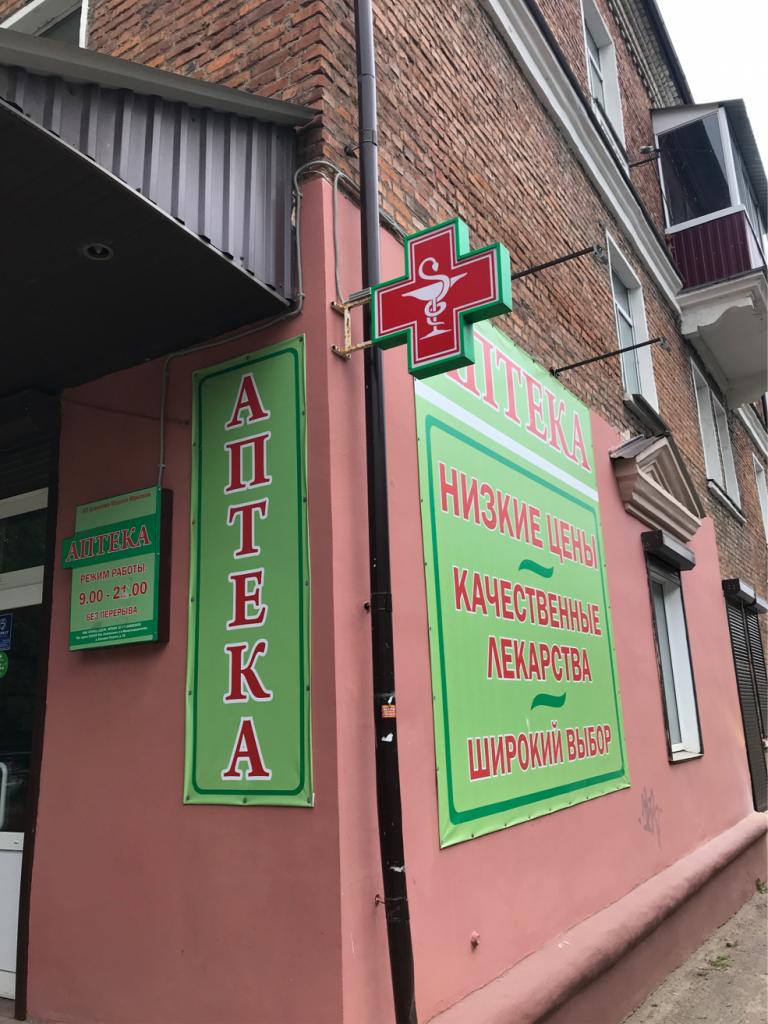 АПТЕКА
РЕЖИМ РАБОТЫ:
9.00 - 21.00
БЕЗ ПЕРЕРЫВА
АПТЕКА
АПТЕКА
НИЗКИЕ ЦЕНЫ
КАЧЕСТВЕННЫЕ
ЛЕКАРСТВА
ШИРОКИЙ ВЫБОР